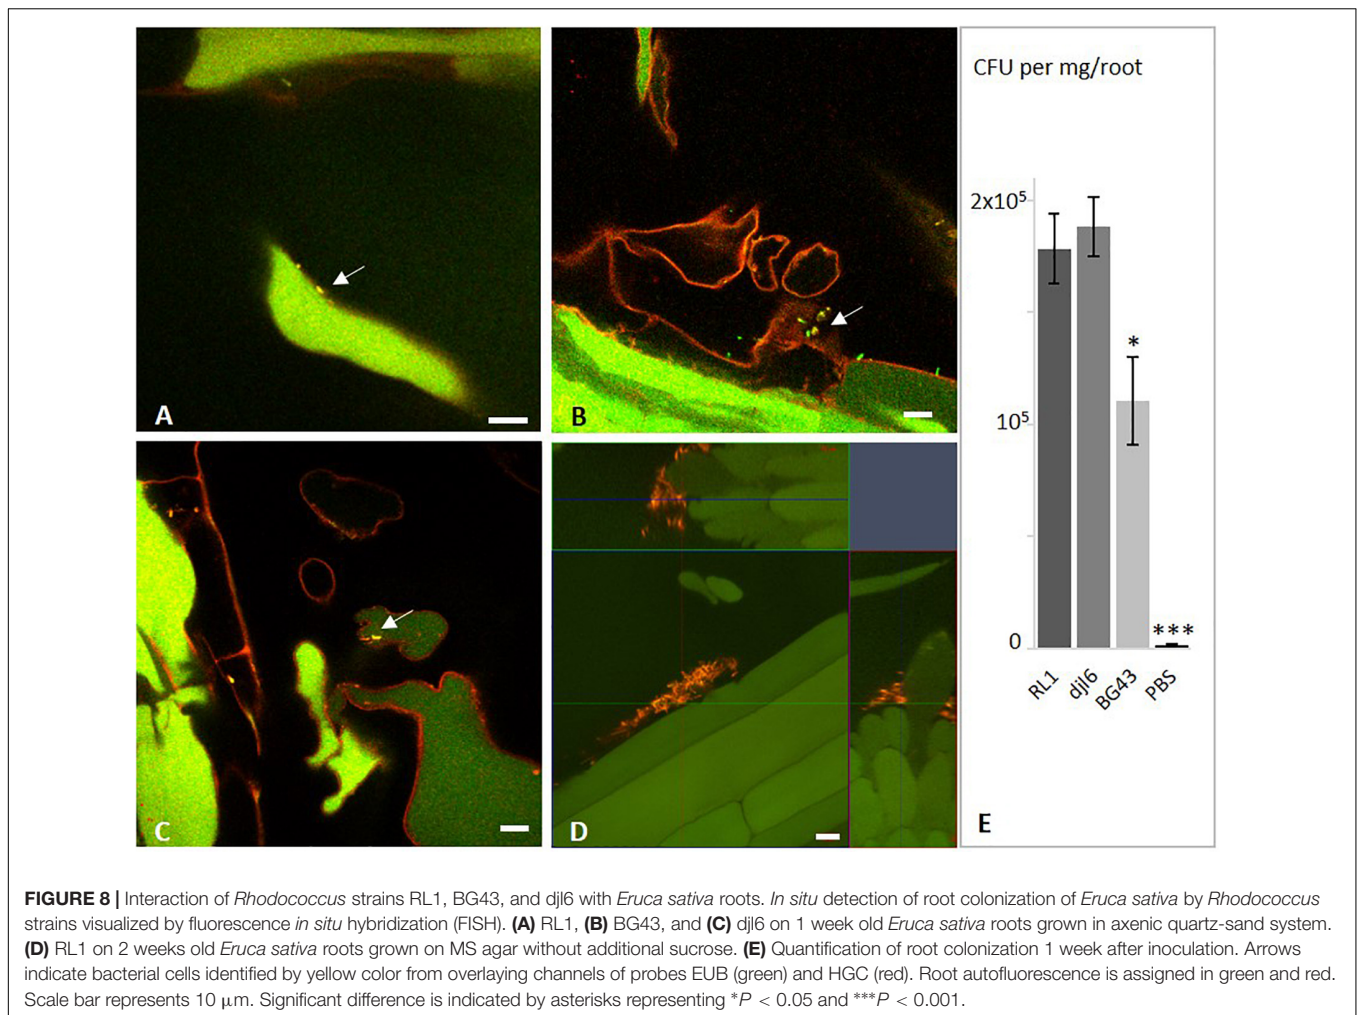 A
B
C
D
CFU per mg/root
2x10⁵
10⁵
0
*
***
RL1
djl6
BG43
PBS
E
FIGURE 8 | Interaction of Rhodococcus strains RL1, BG43, and djl6 with Eruca sativa roots. In situ detection of root colonization of Eruca sativa by Rhodococcus
strains visualized by fluorescence in situ hybridization (FISH). (A) RL1, (B) BG43, and (C) djl6 on 1 week old Eruca sativa roots grown in axenic quartz-sand system.
(D) RL1 on 2 weeks old Eruca sativa roots grown on MS agar without additional sucrose. (E) Quantification of root colonization 1 week after inoculation. Arrows
indicate bacterial cells identified by yellow color from overlaying channels of probes EUB (green) and HGC (red). Root autofluorescence is assigned in green and red.
Scale bar represents 10 μm. Significant difference is indicated by asterisks representing *P < 0.05 and ***P < 0.001.